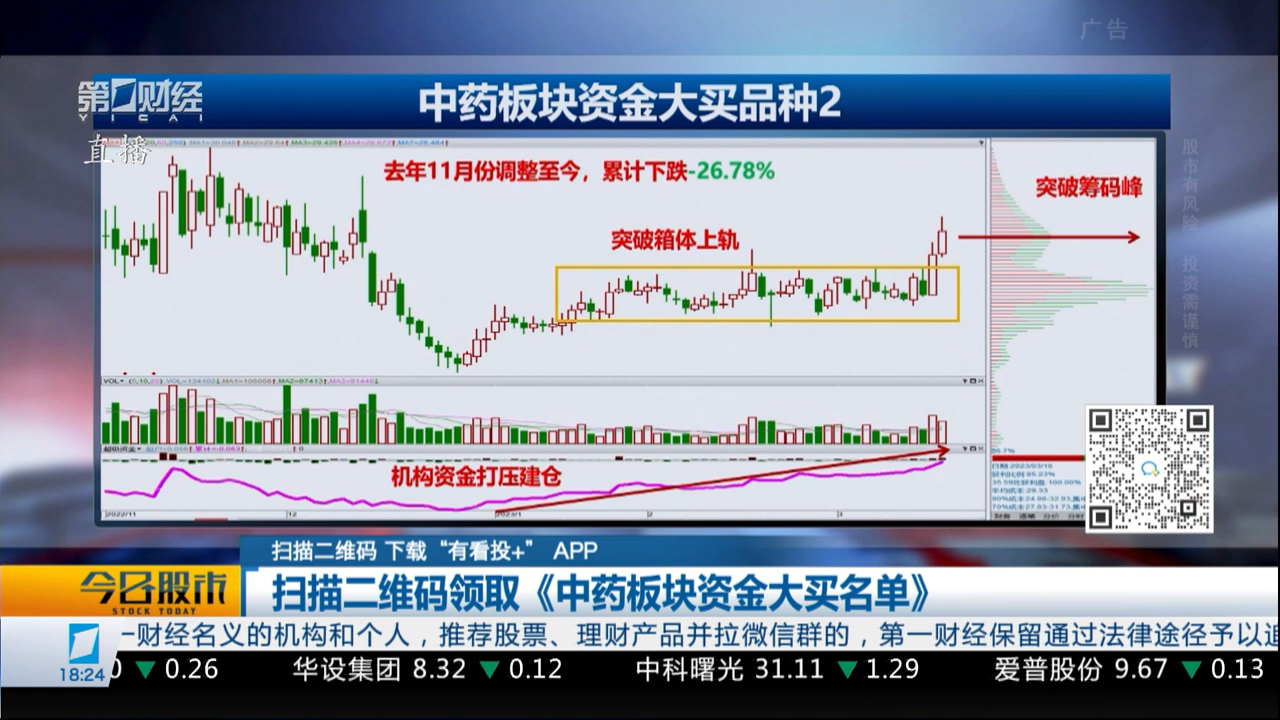 广告
第一财经
YICAI
直播
中药板块资金大买品种2
去年11月份调整至今，累计下跌-26.78%
突破筹码峰
突破箱体上轨
股市有风险 投资需谨慎
机构资金打压建仓
2022/11
12
2023/1
2
3
扫描二维码 下载“有看投+” APP
今日股市
STOCK TODAY
扫描二维码领取《中药板块资金大买名单》
一财经名义的机构和个人，推荐股票、理财产品并拉微信群的，第一财经保留通过法律途径予以追
18:24
0 ▼ 0.26 华设集团 8.32 ▼ 0.12 中科曙光 31.11 ▼ 1.29 爱普股份 9.67 ▼ 0.13